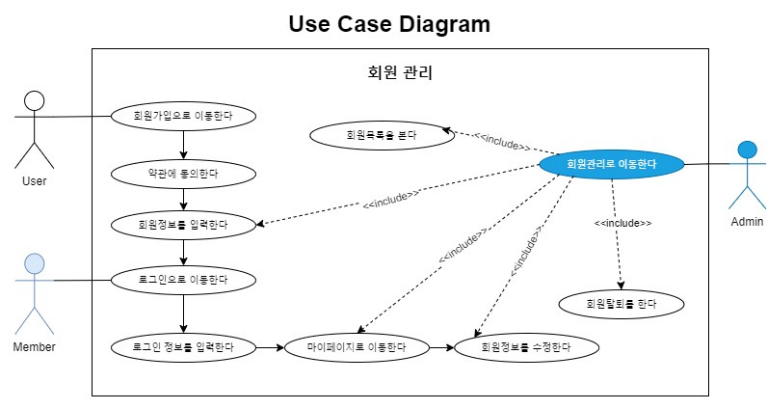 Use Case Diagram
회원 관리
회원가입으로 이동한다
회원목록을 본다
<<include>>
회원관리로 이동한다
User
약관에 동의한다
<<include>>
Admin
회원정보를 입력한다
<<include>>
<<include>>
<<include>>
로그인으로 이동한다
회원탈퇴를 한다
Member
로그인 정보를 입력한다
마이페이지로 이동한다
회원정보를 수정한다